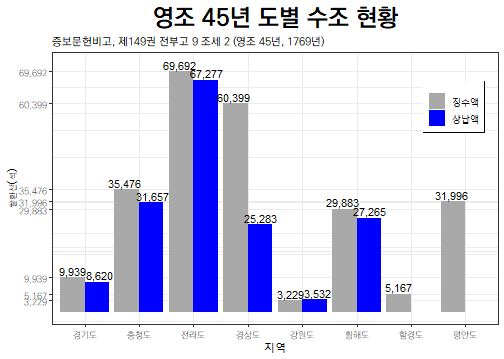 영조 45년 도별 수조 현황
증보문헌비고, 제149권 전부고 9 조세 2 (영조 45년, 1769년)
69,692
60,399
35,476
31,996
29,883
9,939
5,167
3,229
69,692
67,277
60,399
35,476
31,657
25,283
29,883
27,265
31,996
9,939
8,620
3,229
3,532
5,167
징수액
상납액
경기도
충청도
전라도
경상도
강원도
황해도
함경도
평안도
지역